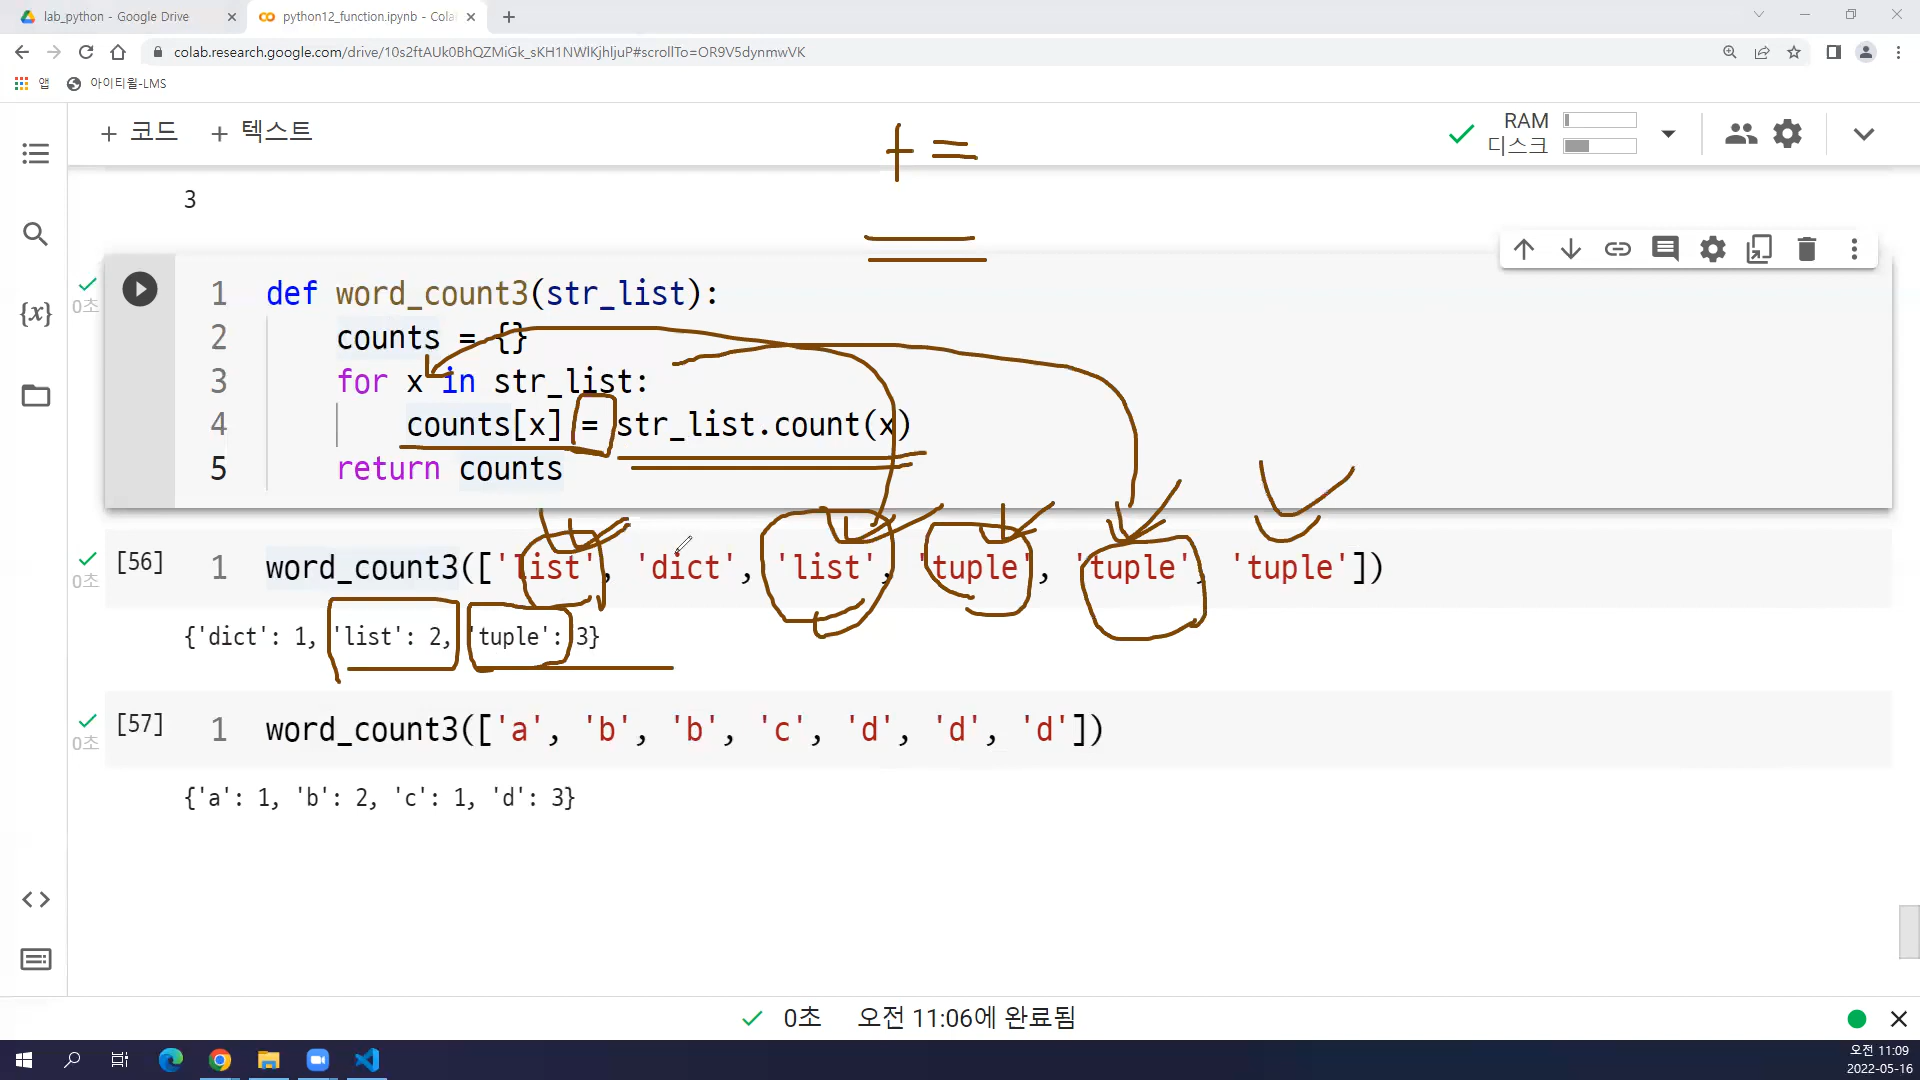 lab_python - Google Drive
python12_function.ipynb - Cola
colab.research.google.com/drive/10s2ftAUk0BhQZMiGk_sKH1NWlKjhljuP#scrollTo=OR9V5dynmwVK
앱 아이티윌-LMS
+ 코드 + 텍스트
RAM
디스크
+ =
3
0초
1 def word_count3(str_list):
2 counts = {}
3 for x in str_list:
4 counts[x] = str_list.count(x)
5 return counts
[56] 1 word_count3(['list', 'dict', 'list', 'tuple', 'tuple', 'tuple'])
0초
{'dict': 1, 'list': 2, 'tuple': 3}
[57] 1 word_count3(['a', 'b', 'b', 'c', 'd', 'd', 'd'])
0초
{'a': 1, 'b': 2, 'c': 1, 'd': 3}
0초 오전 11:06에 완료됨
오전 11:09
2022-05-16